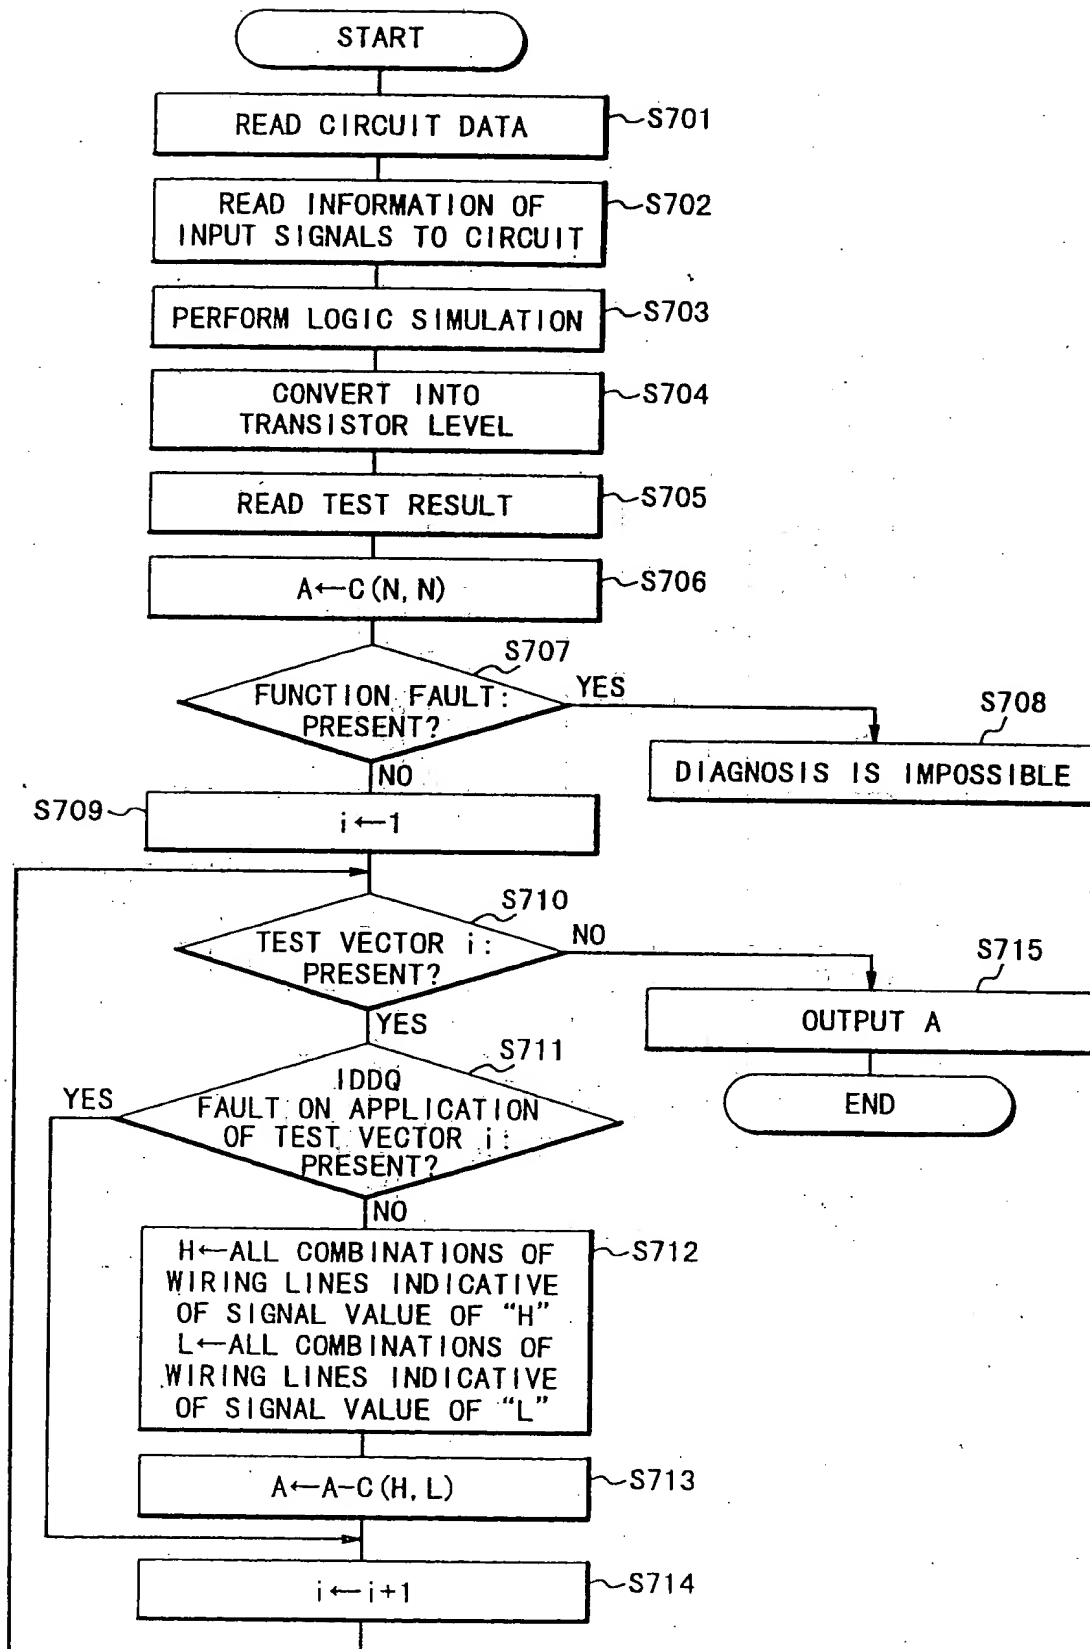 START
READ CIRCUIT DATA
S701
READ INFORMATION OF
INPUT SIGNALS TO CIRCUIT
S702
PERFORM LOGIC SIMULATION
S703
CONVERT INTO
TRANSISTOR LEVEL
S704
READ TEST RESULT
S705
A←C(N,N)
S706
S707
FUNCTION FAULT:
PRESENT?
YES
S708
DIAGNOSIS IS IMPOSSIBLE
NO
S709
i←1
S710
TEST VECTOR i:
PRESENT?
NO
S715
OUTPUT A
END
YES
S711
YES
IDDQ
FAULT ON APPLICATION
OF TEST VECTOR i:
PRESENT?
NO
H←ALL COMBINATIONS OF
WIRING LINES INDICATIVE
OF SIGNAL VALUE OF “H”
L←ALL COMBINATIONS OF
WIRING LINES INDICATIVE
OF SIGNAL VALUE OF “L”
S712
A←A-C(H,L)
S713
i←i+1
S714